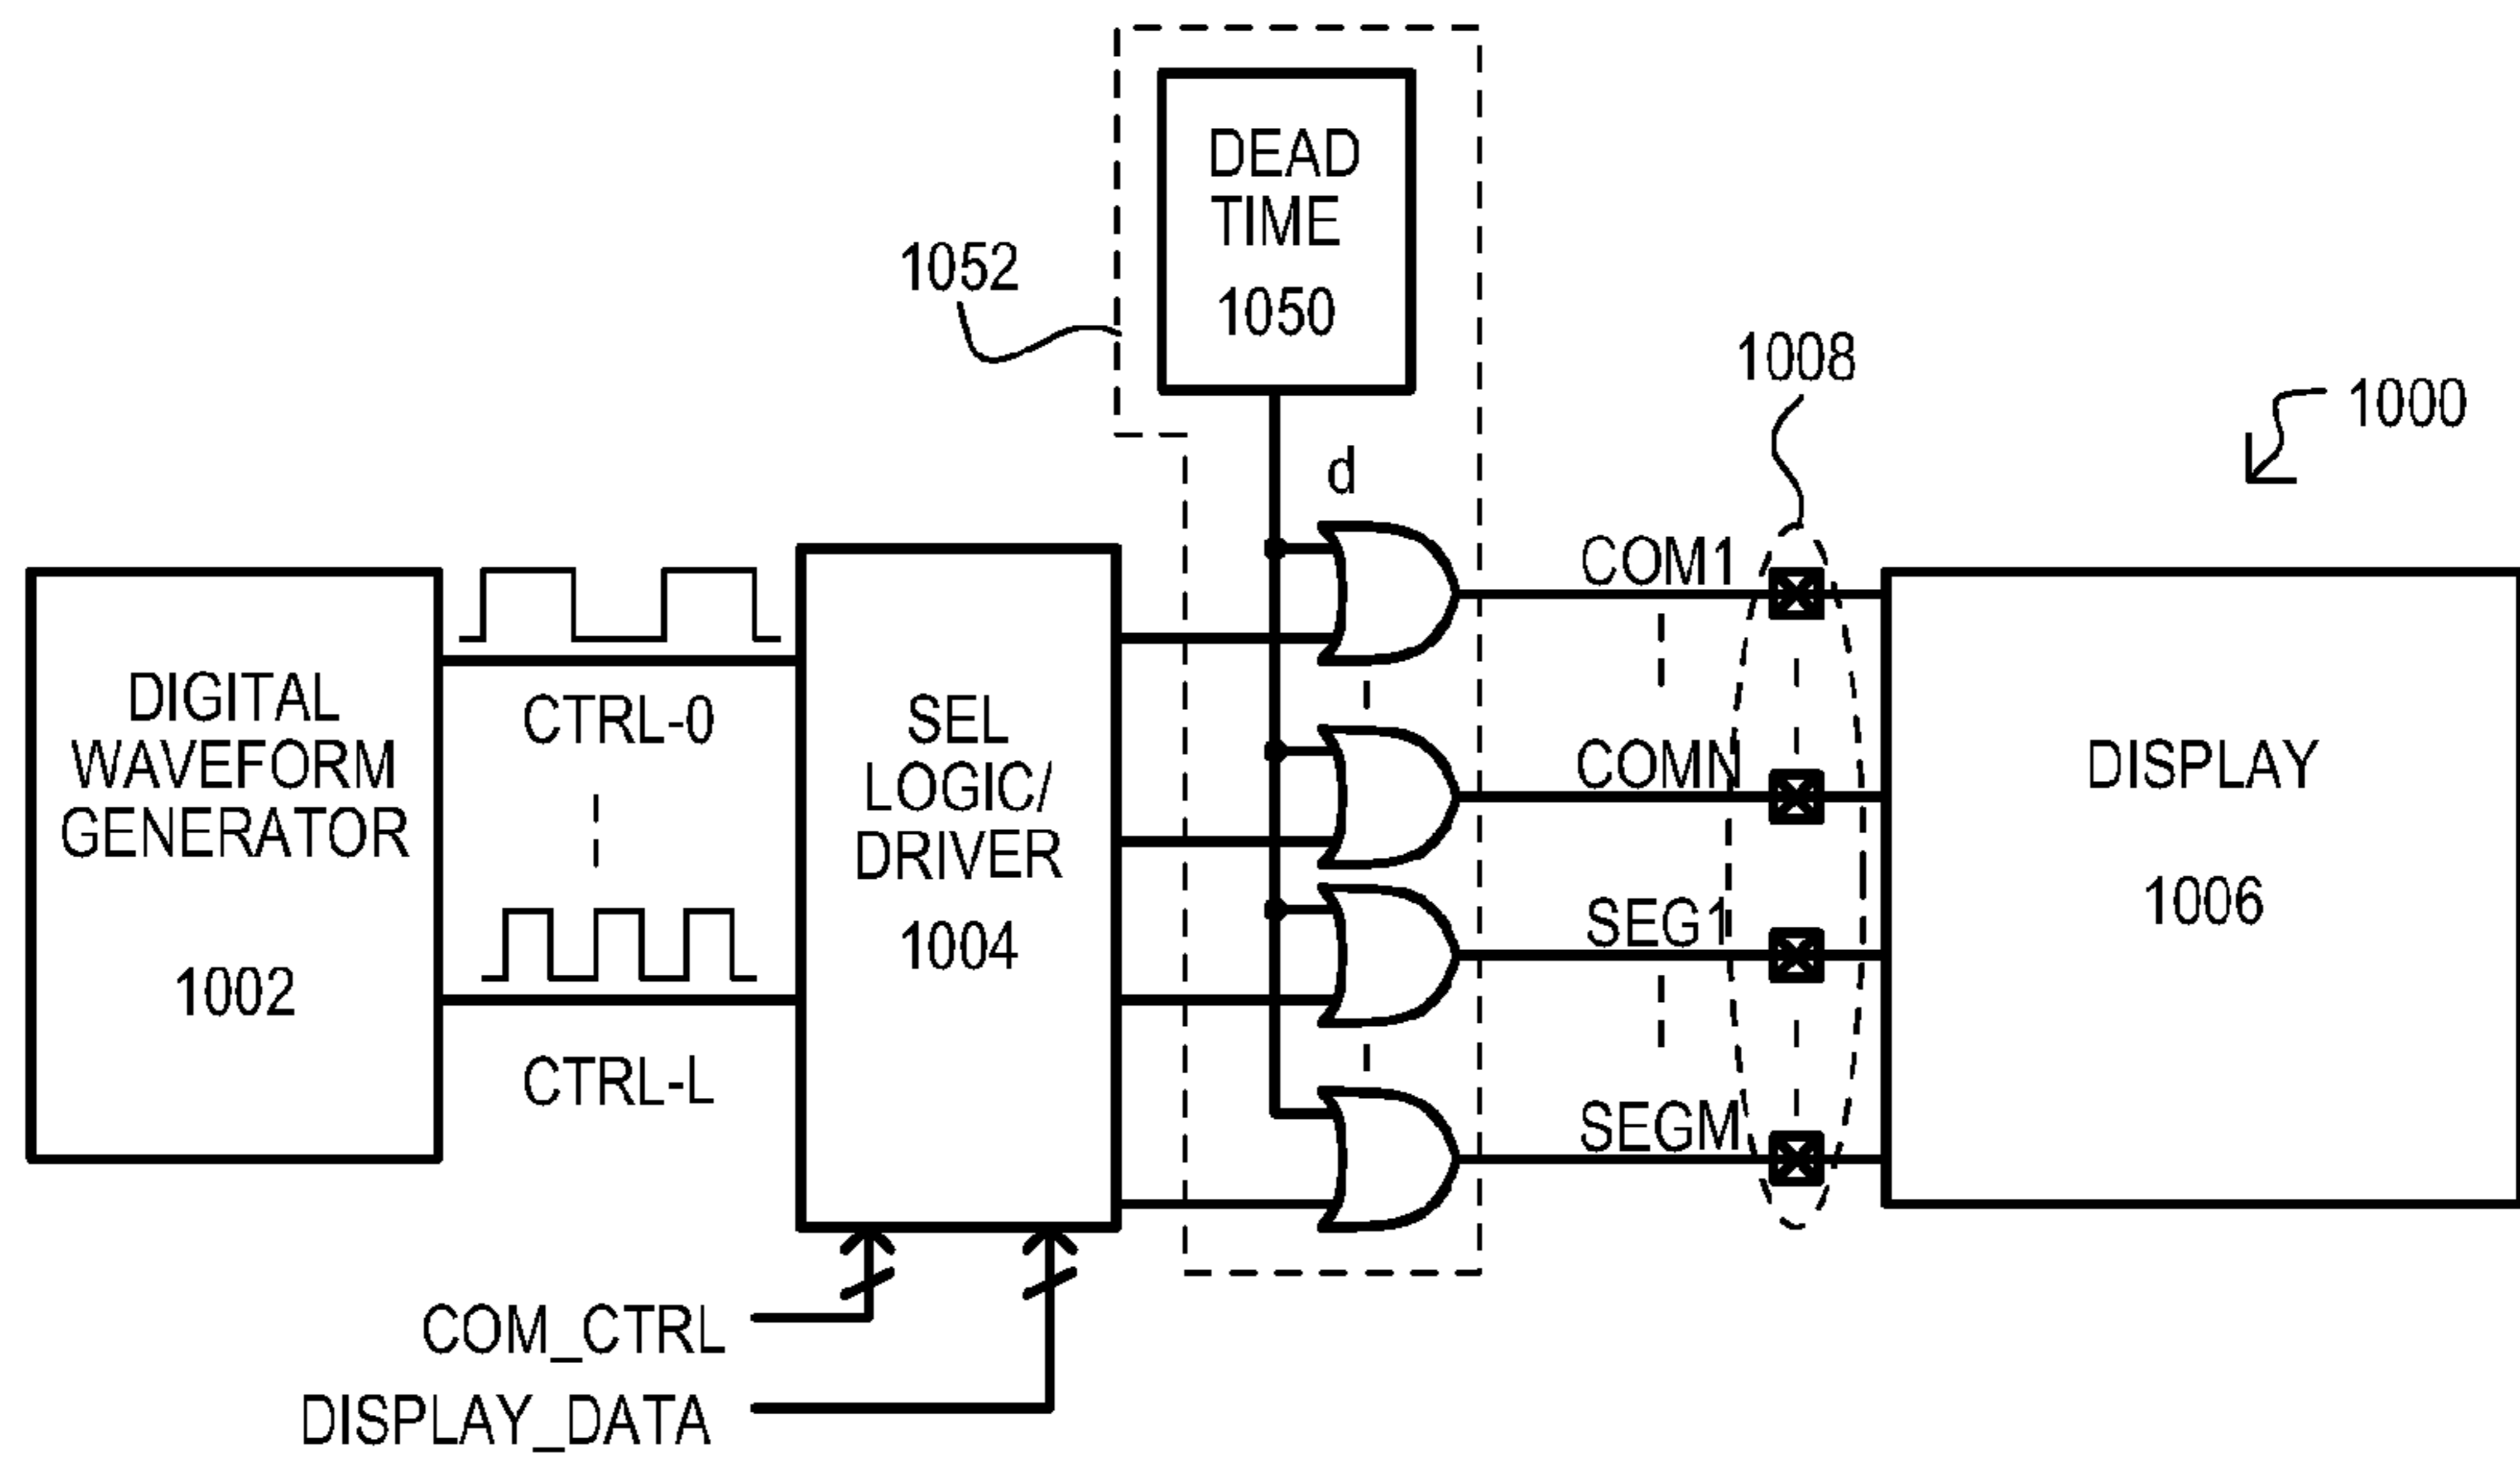 DEAD
TIME
1050
1052
1008
1000
d
COM1
DIGITAL
WAVEFORM
GENERATOR
1002
CTRL-0
CTRL-L
SEL
LOGIC/
DRIVER
1004
COMN
SEG1
SEGM
DISPLAY
1006
COM_CTRL
DISPLAY_DATA